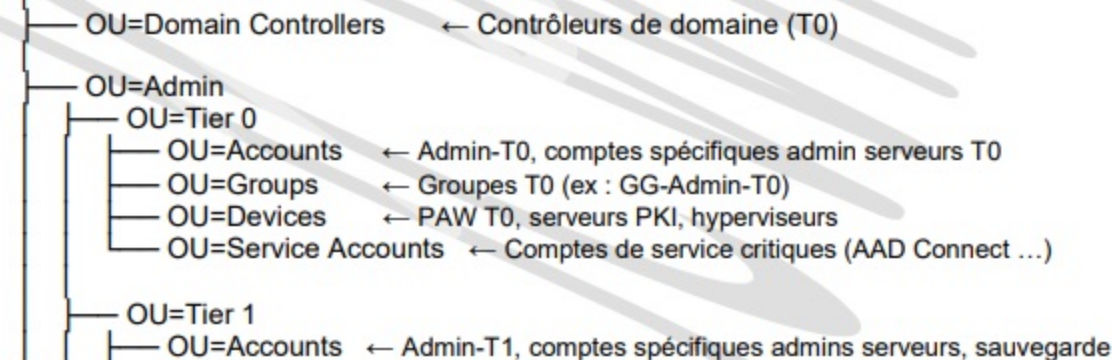 ├── OU=Domain Controllers ← Contrôleurs de domaine (T0)
├── OU=Admin
│ ├── OU=Tier 0
│ │ ├── OU=Accounts ← Admin-T0, comptes spécifiques admin serveurs T0
│ │ ├── OU=Groups ← Groupes T0 (ex : GG-Admin-T0)
│ │ ├── OU=Devices ← PAW T0, serveurs PKI, hyperviseurs
│ │ └── OU=Service Accounts ← Comptes de service critiques (AAD Connect …)
│ ├── OU=Tier 1
│ │ ├── OU=Accounts ← Admin-T1, comptes spécifiques admins serveurs, sauvegarde